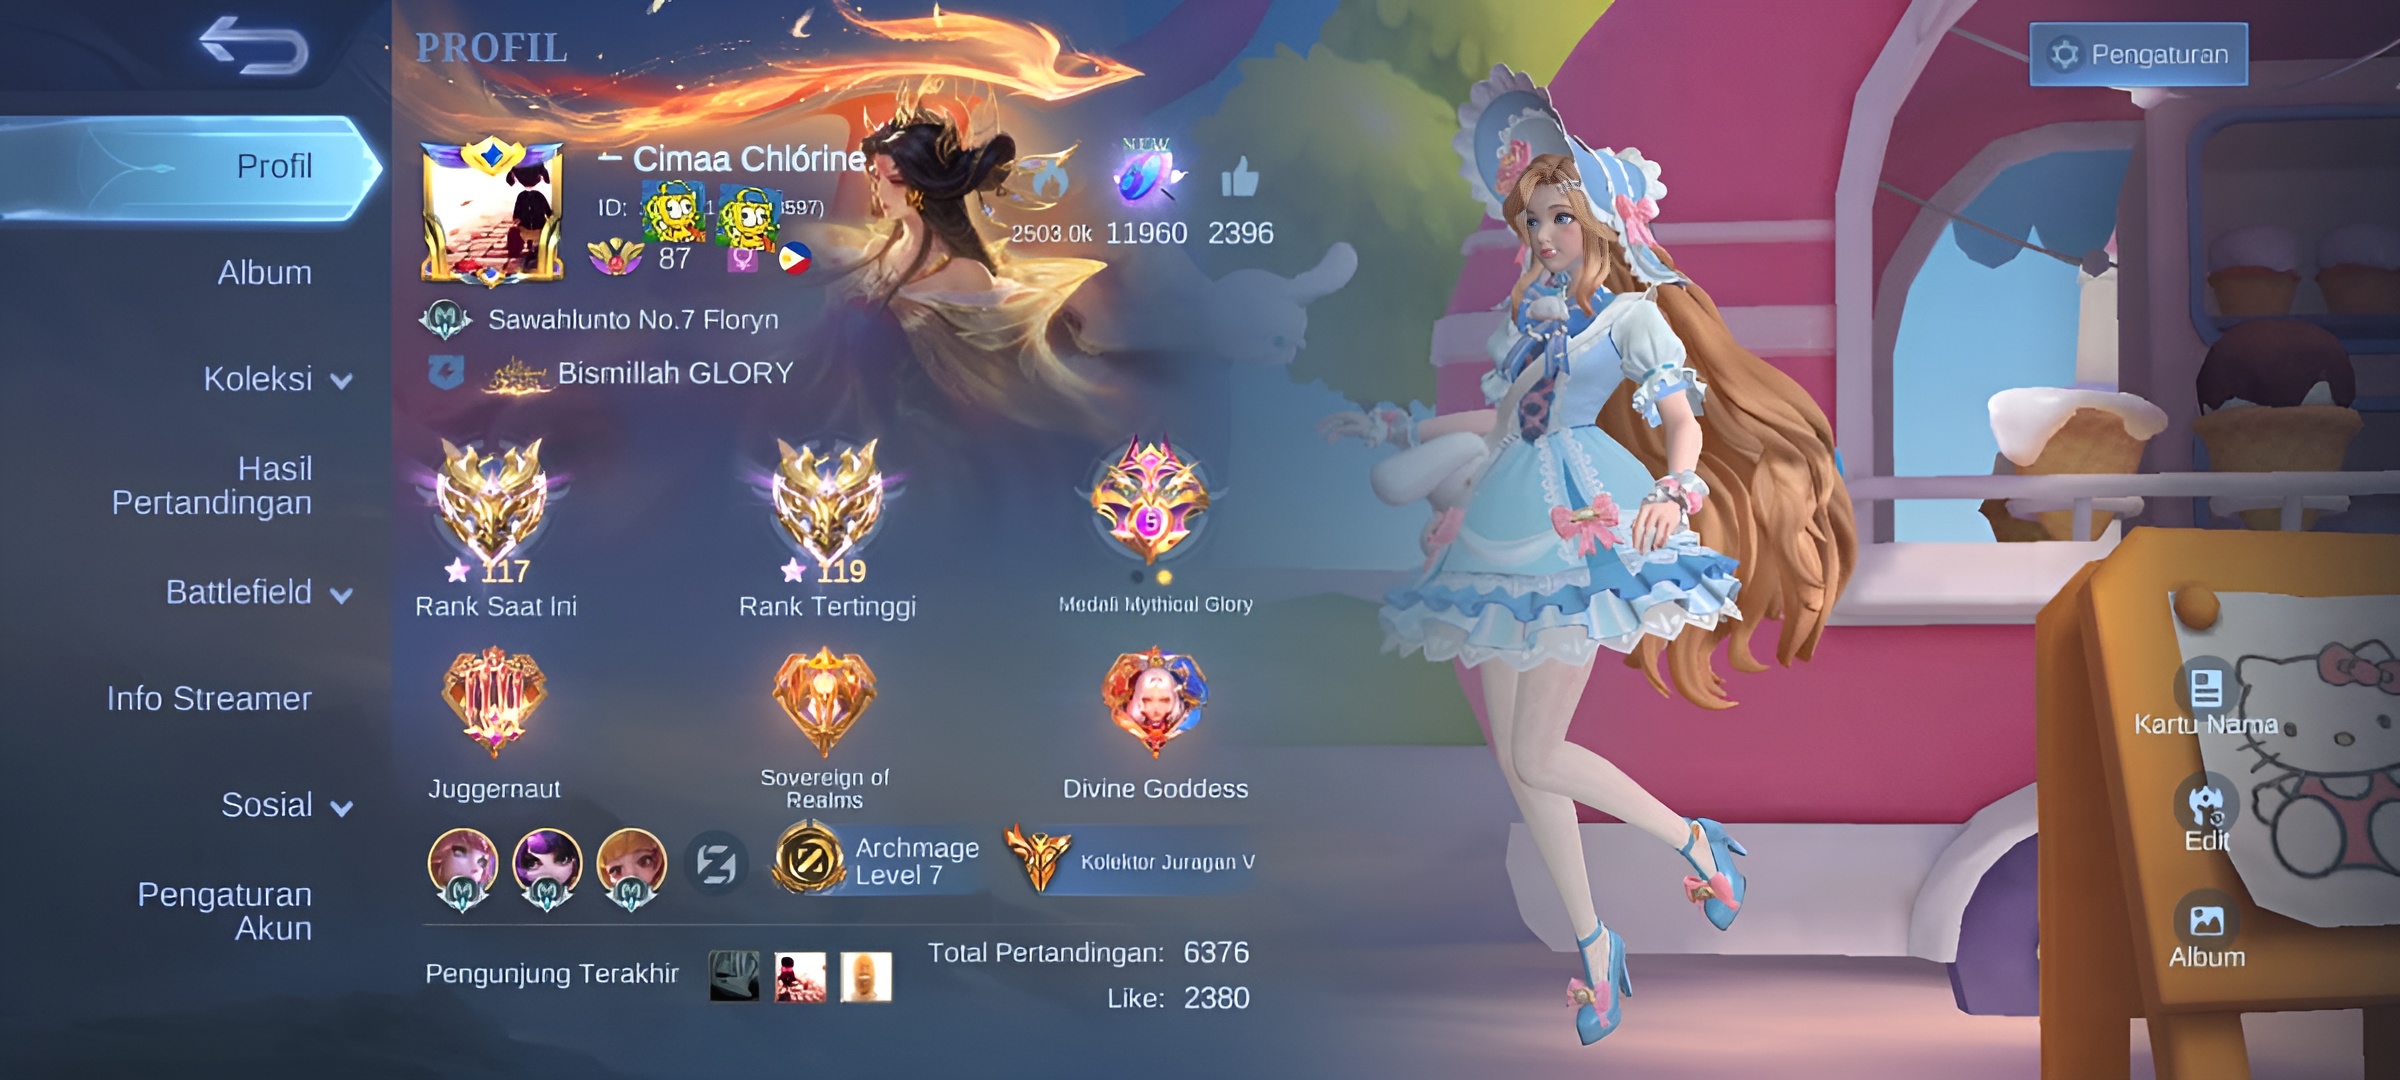 PROFIL
Pengaturan
Profil
Album
Koleksi
Hasil
Pertandingan
Battlefield
Info Streamer
Sosial
Pengaturan
Akun
– Cimaa Chlórine.
ID:
597)
87
NEW
2503.0k 11960 2396
Sawahlunto No.7 Floryn
Bismillah GLORY
117
Rank Saat Ini
119
Rank Tertinggi
5
Medali Mythical Glory
Juggernaut
Sovereign of
Realms
Divine Goddess
Archmage
Level 7
Kolektor Juragan V
Pengunjung Terakhir
Total Pertandingan: 6376
Like: 2380
Kartu Nama
Edit
Album